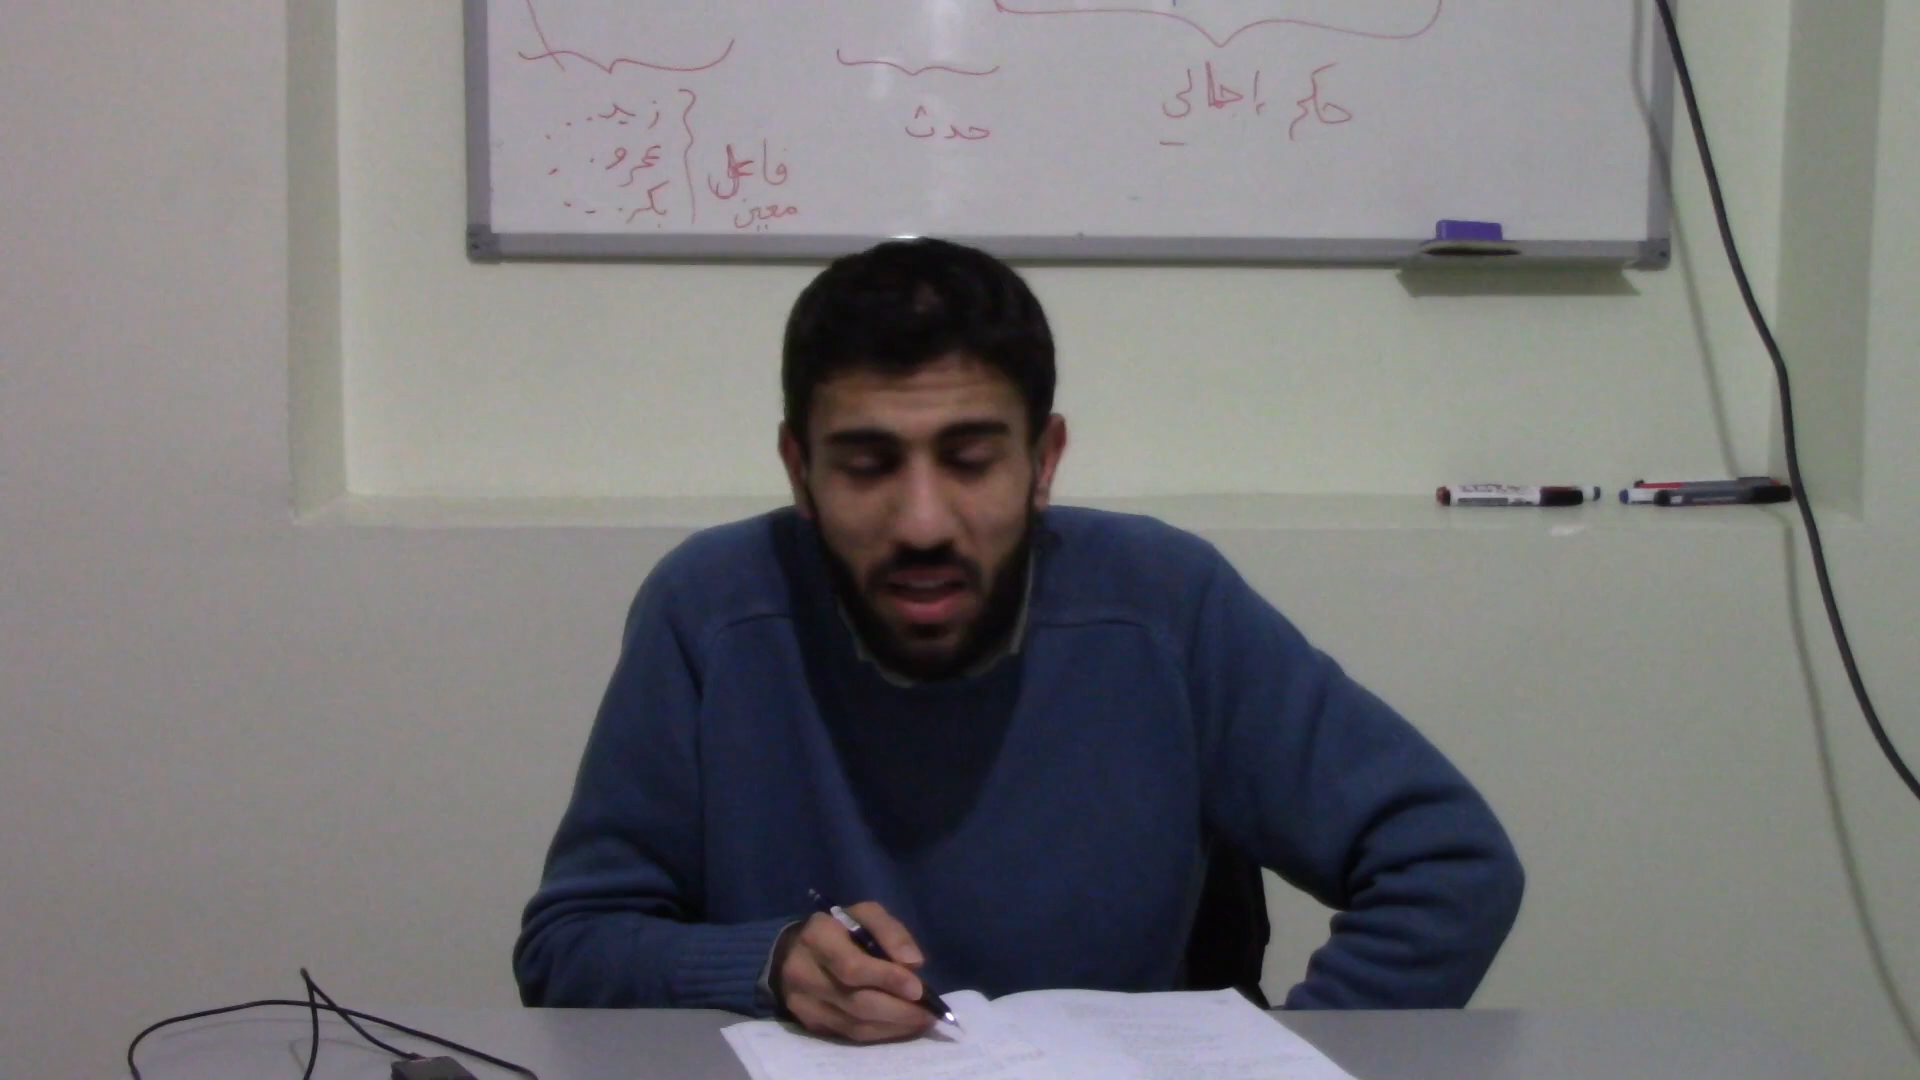 حكم إجمالي
حدث
فاعل
معين
زيد...
عمرو..
بكر...